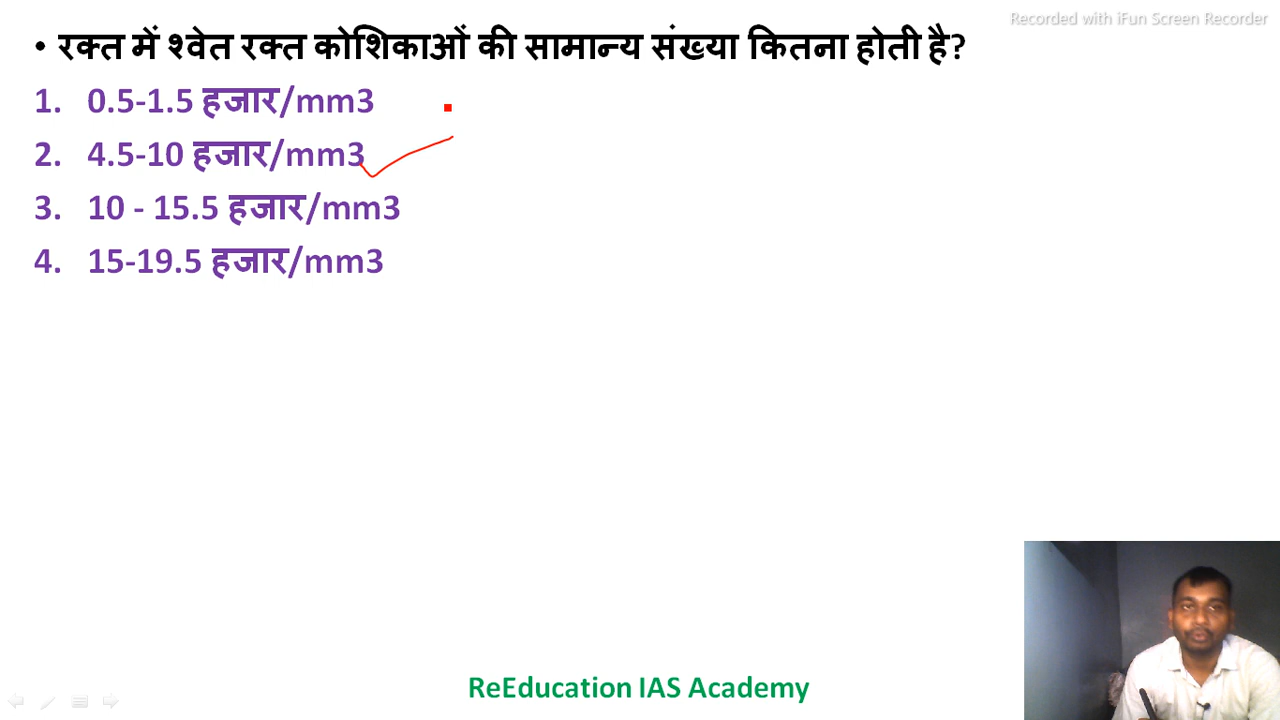 Recorded with iFun Screen Recorder
• रक्त में श्वेत रक्त कोशिकाओं की सामान्य संख्या कितना होती है?
1. 0.5-1.5 हजार/mm3
2. 4.5-10 हजार/mm3
3. 10 - 15.5 हजार/mm3
4. 15-19.5 हजार/mm3
ReEducation IAS Academy